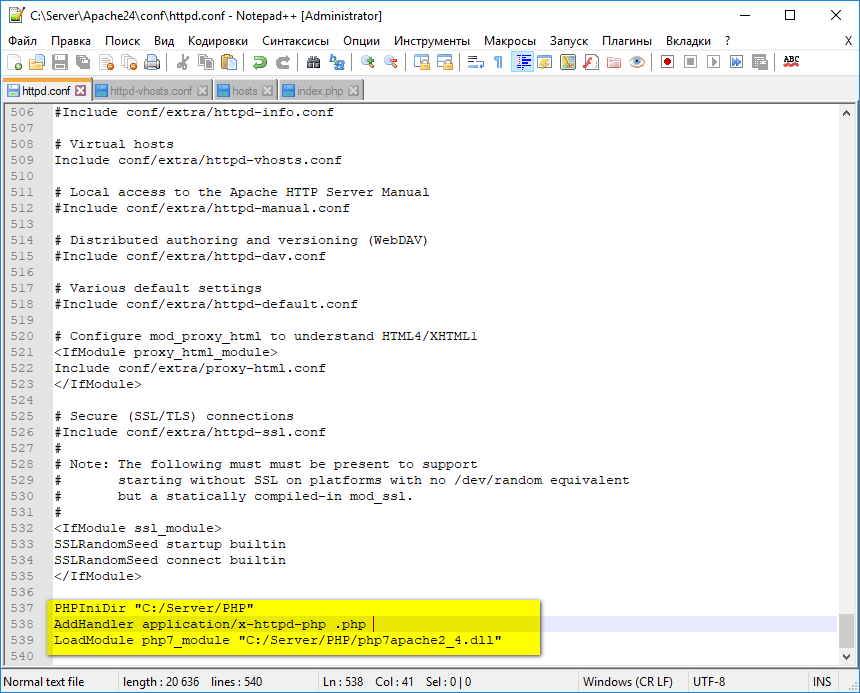 C:\Server\Apache24\conf\httpd.conf - Notepad++ [Administrator]
Файл Правка Поиск Вид Кодировки Синтаксисы Опции Инструменты Макросы Запуск Плагины Вкладки ? X
ABC
httpd.conf httpd-vhosts.conf hosts index.php
506 #Include conf/extra/httpd-info.conf
507
508 # Virtual hosts
509 Include conf/extra/httpd-vhosts.conf
510
511 # Local access to the Apache HTTP Server Manual
512 #Include conf/extra/httpd-manual.conf
513
514 # Distributed authoring and versioning (WebDAV)
515 #Include conf/extra/httpd-dav.conf
516
517 # Various default settings
518 #Include conf/extra/httpd-default.conf
519
520 # Configure mod_proxy_html to understand HTML4/XHTML1
521 <IfModule proxy_html_module>
522 Include conf/extra/proxy-html.conf
523 </IfModule>
524
525 # Secure (SSL/TLS) connections
526 #Include conf/extra/httpd-ssl.conf
527 #
528 # Note: The following must must be present to support
529 #       starting without SSL on platforms with no /dev/random equivalent
530 #       but a statically compiled-in mod_ssl.
531 #
532 <IfModule ssl_module>
533 SSLRandomSeed startup builtin
534 SSLRandomSeed connect builtin
535 </IfModule>
536
537 PHPIniDir "C:/Server/PHP"
538 AddHandler application/x-httpd-php .php
539 LoadModule php7_module "C:/Server/PHP/php7apache2_4.dll"
540
Normal text file length : 20 636 lines : 540 Ln : 538 Col : 41 Sel : 0 | 0 Windows (CR LF) UTF-8 INS